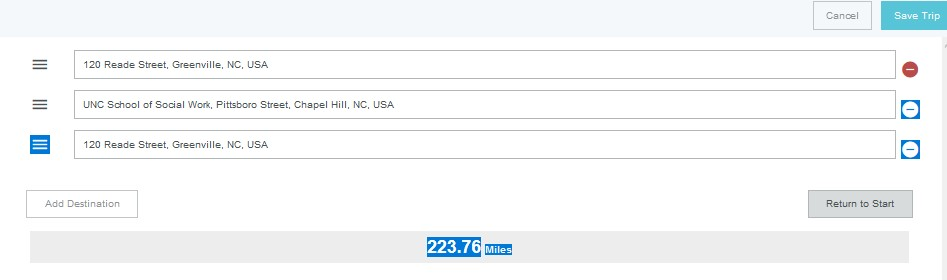 Cancel Save Trip
120 Reade Street, Greenville, NC, USA
UNC School of Social Work, Pittsboro Street, Chapel Hill, NC, USA
120 Reade Street, Greenville, NC, USA
Add Destination Return to Start
223.76 Miles